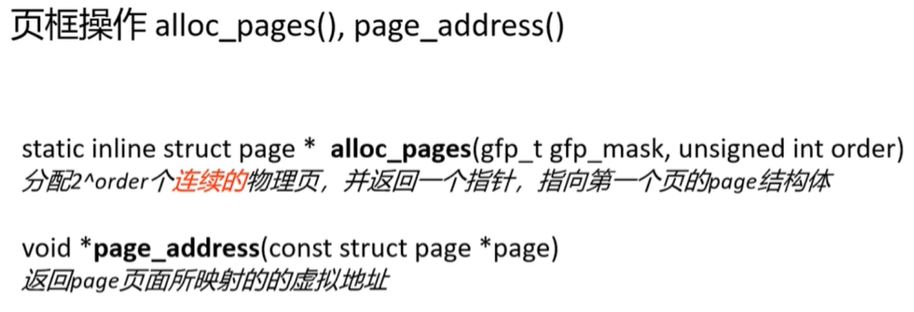 页框操作 alloc_pages(), page_address()
static inline struct page * alloc_pages(gfp_t gfp_mask, unsigned int order)
分配2^order个连续的物理页，并返回一个指针，指向第一个页的page结构体
void *page_address(const struct page *page)
返回page页面所映射的的虚拟地址